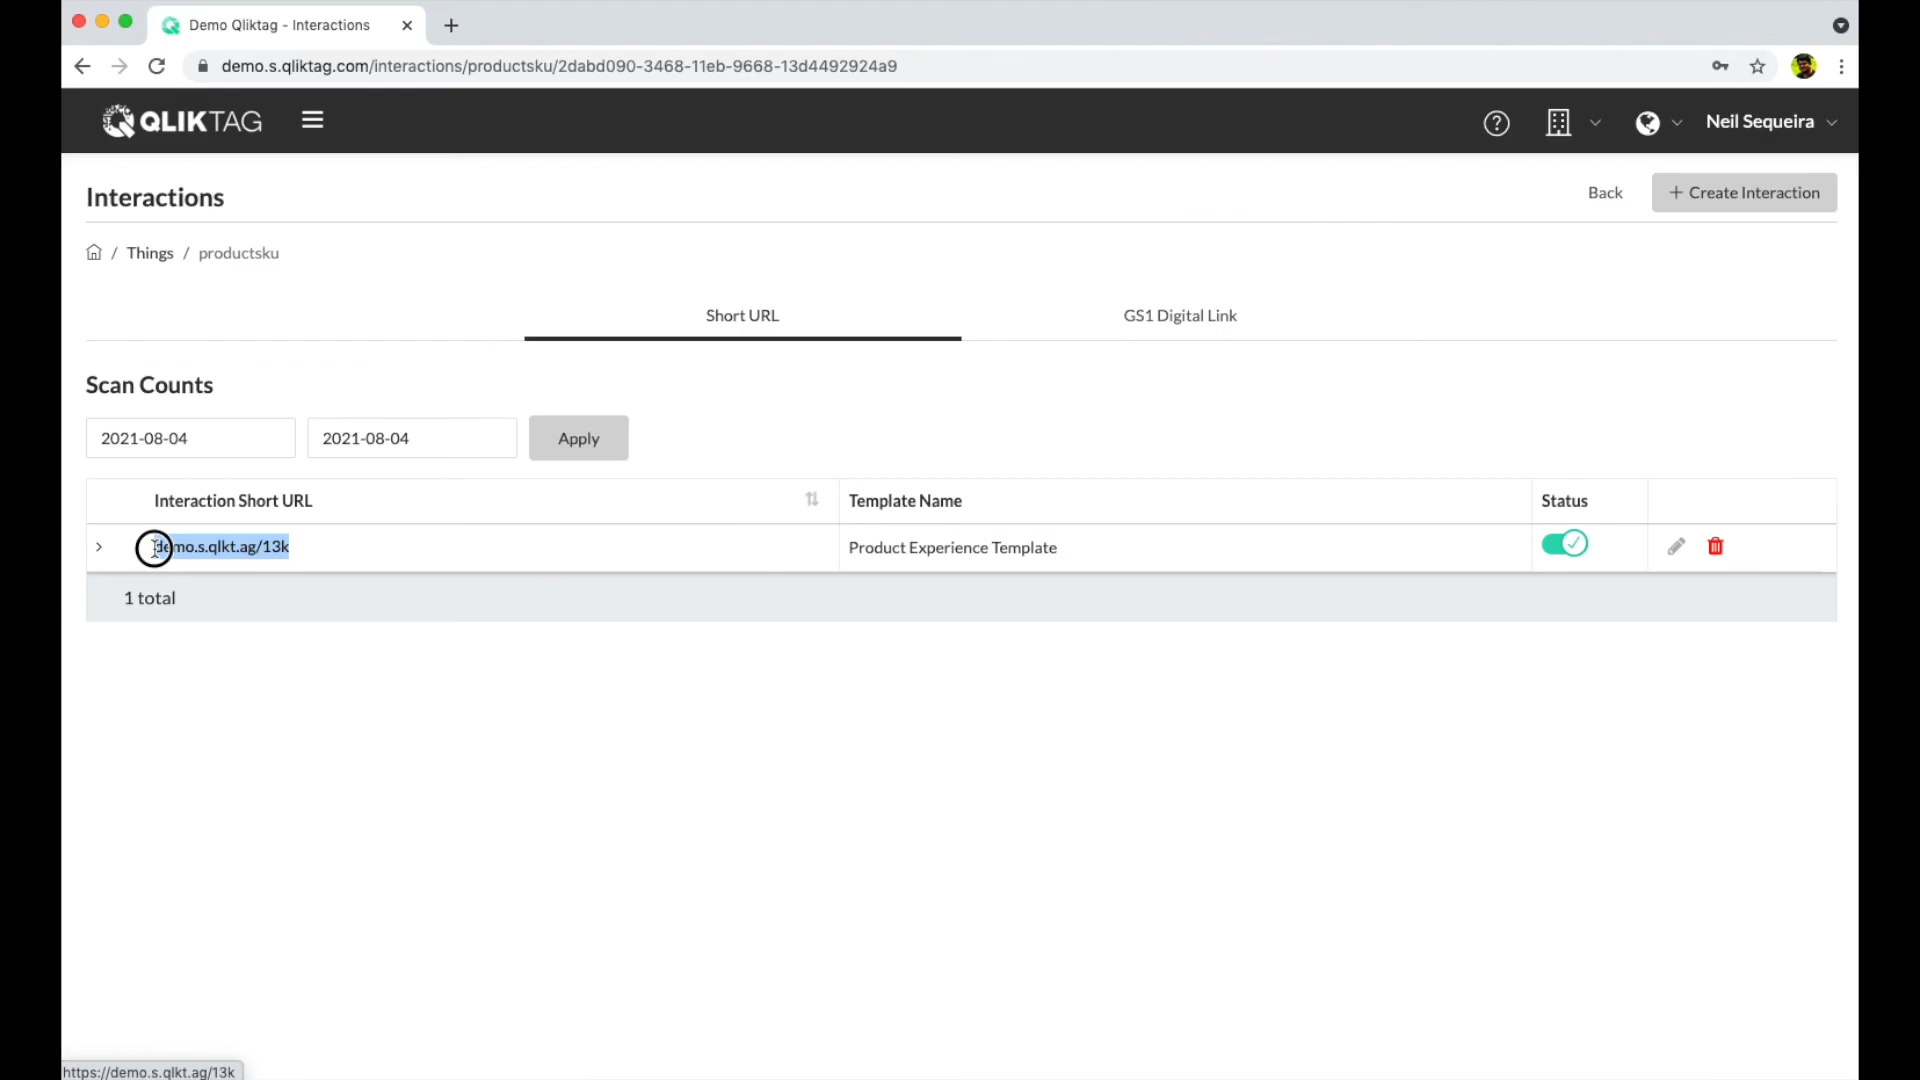 Demo Qliktag - Interactions
demo.s.qliktag.com/interactions/productsku/2dabd090-3468-11eb-9668-13d4492924a9
QLIKTAG
Neil Sequeira
Interactions
Back
+ Create Interaction
/ Things / productsku
Short URL
GS1 Digital Link
Scan Counts
2021-08-04
2021-08-04
Apply
Interaction Short URL
Template Name
Status
demo.s.qlkt.ag/13k
Product Experience Template
1 total
https://demo.s.qlkt.ag/13k